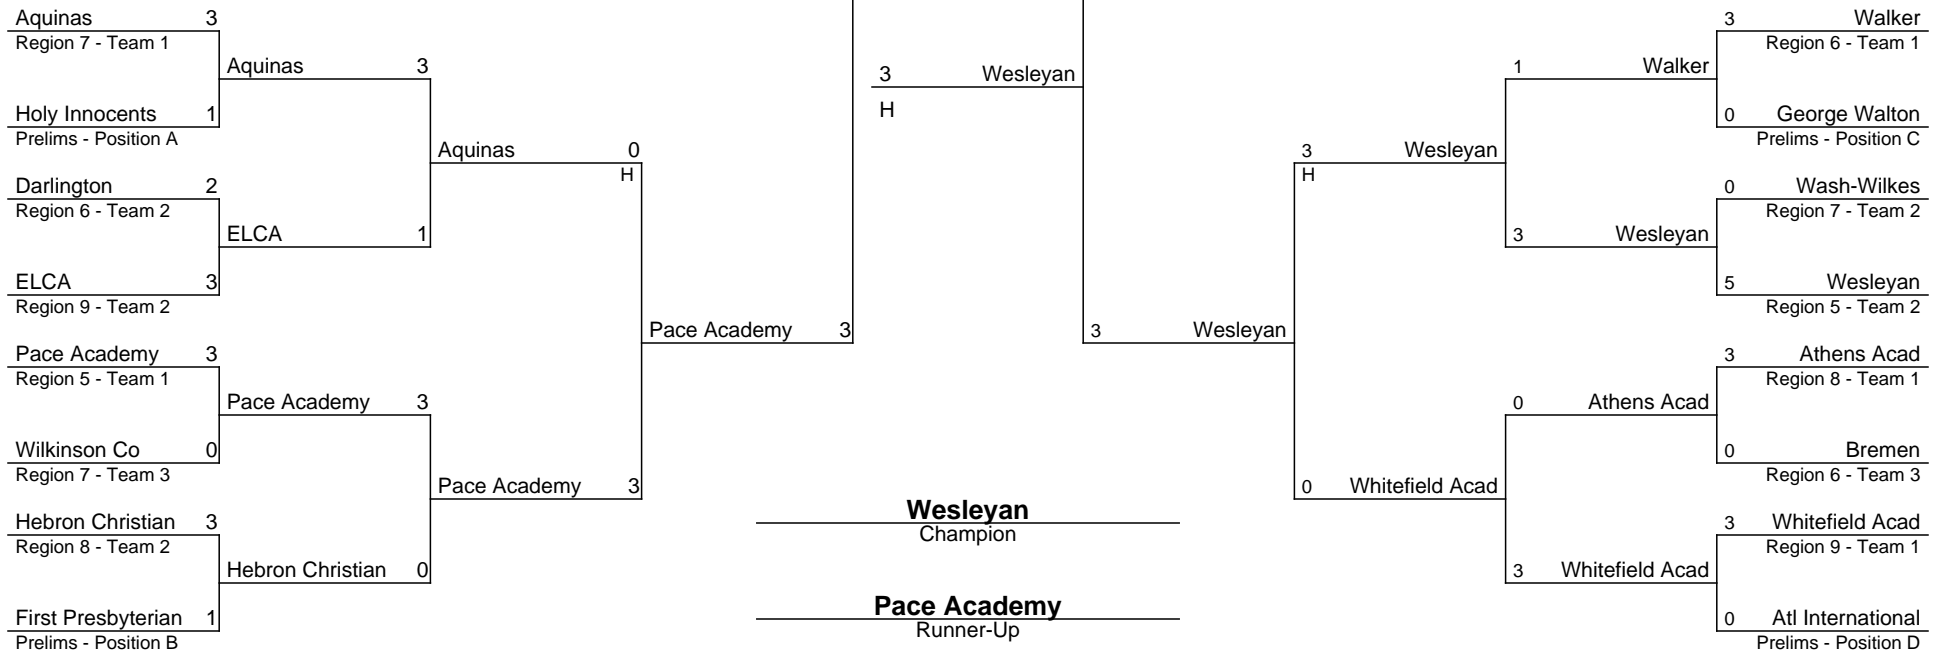 Aquinas 3
Region 7 - Team 1
Holy Innocents 1
Prelims - Position A
Darlington 2
Region 6 - Team 2
ELCA 3
Region 9 - Team 2
Pace Academy 3
Region 5 - Team 1
Wilkinson Co 0
Region 7 - Team 3
Hebron Christian 3
Region 8 - Team 2
First Presbyterian 1
Prelims - Position B
Aquinas 3
ELCA 1
Pace Academy 3
Hebron Christian 0
Aquinas 0
H
Pace Academy 3
Pace Academy 3
3 Wesleyan
H
Wesleyan
Champion
Pace Academy
Runner-Up
3 Wesleyan
3 Wesleyan
H
0 Whitefield Acad
1 Walker
3 Wesleyan
0 Athens Acad
3 Whitefield Acad
3 Walker
Region 6 - Team 1
0 George Walton
Prelims - Position C
0 Wash-Wilkes
Region 7 - Team 2
5 Wesleyan
Region 5 - Team 2
3 Athens Acad
Region 8 - Team 1
0 Bremen
Region 6 - Team 3
3 Whitefield Acad
Region 9 - Team 1
0 Atl International
Prelims - Position D